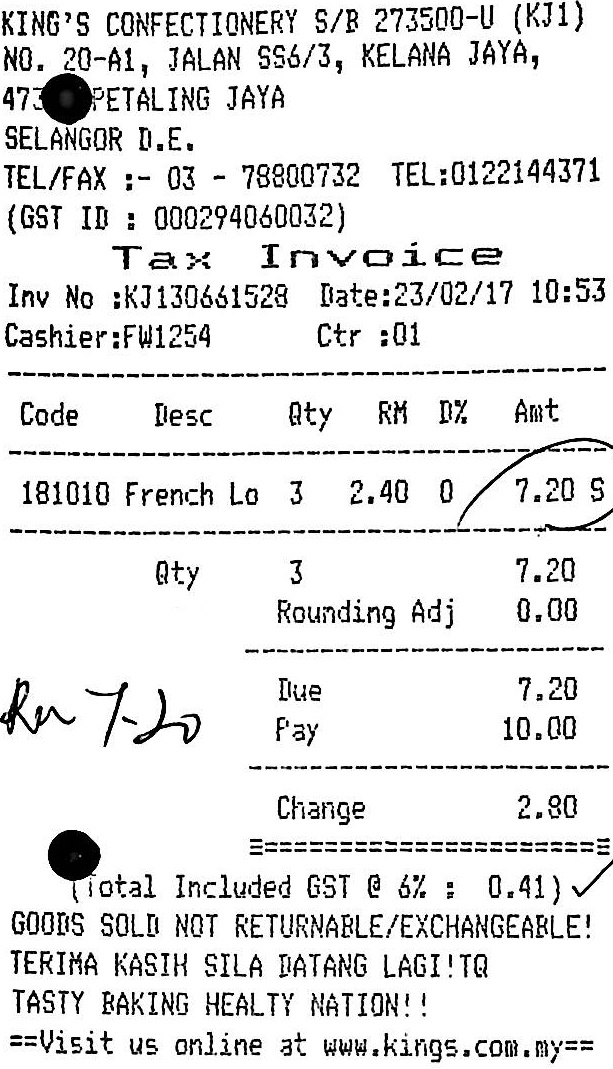 KING'S CONFECTIONERY S/B 273500-U (KJ1)
NO. 20-A1, JALAN SS6/3, KELANA JAYA,
PETALING JAYA
SELANGOR D.E.
TEL/FAX :- 03 - 78800732 TEL:0122144371
(GST ID : 000294060032)
Tax Invoice
Inv No :KJ130661528 Date:23/02/17 10:53
Cashier:FW1254 Ctr :01
Code Desc Qty RM D% Amt
181010 French Lo 3 2.40 0 7.20 S
Qty 3 7.20
Rounding Adj 0.00
Due 7.20
Rm 7-20
Pay 10.00
Change 2.80
(Total Included GST @ 6% : 0.41)
GOODS SOLD NOT RETURNABLE/EXCHANGEABLE!
TERIMA KASIH SILA DATANG LAGI!TQ
TASTY BAKING HEALTY NATION!!
==Visit us online at www.kings.com.my==